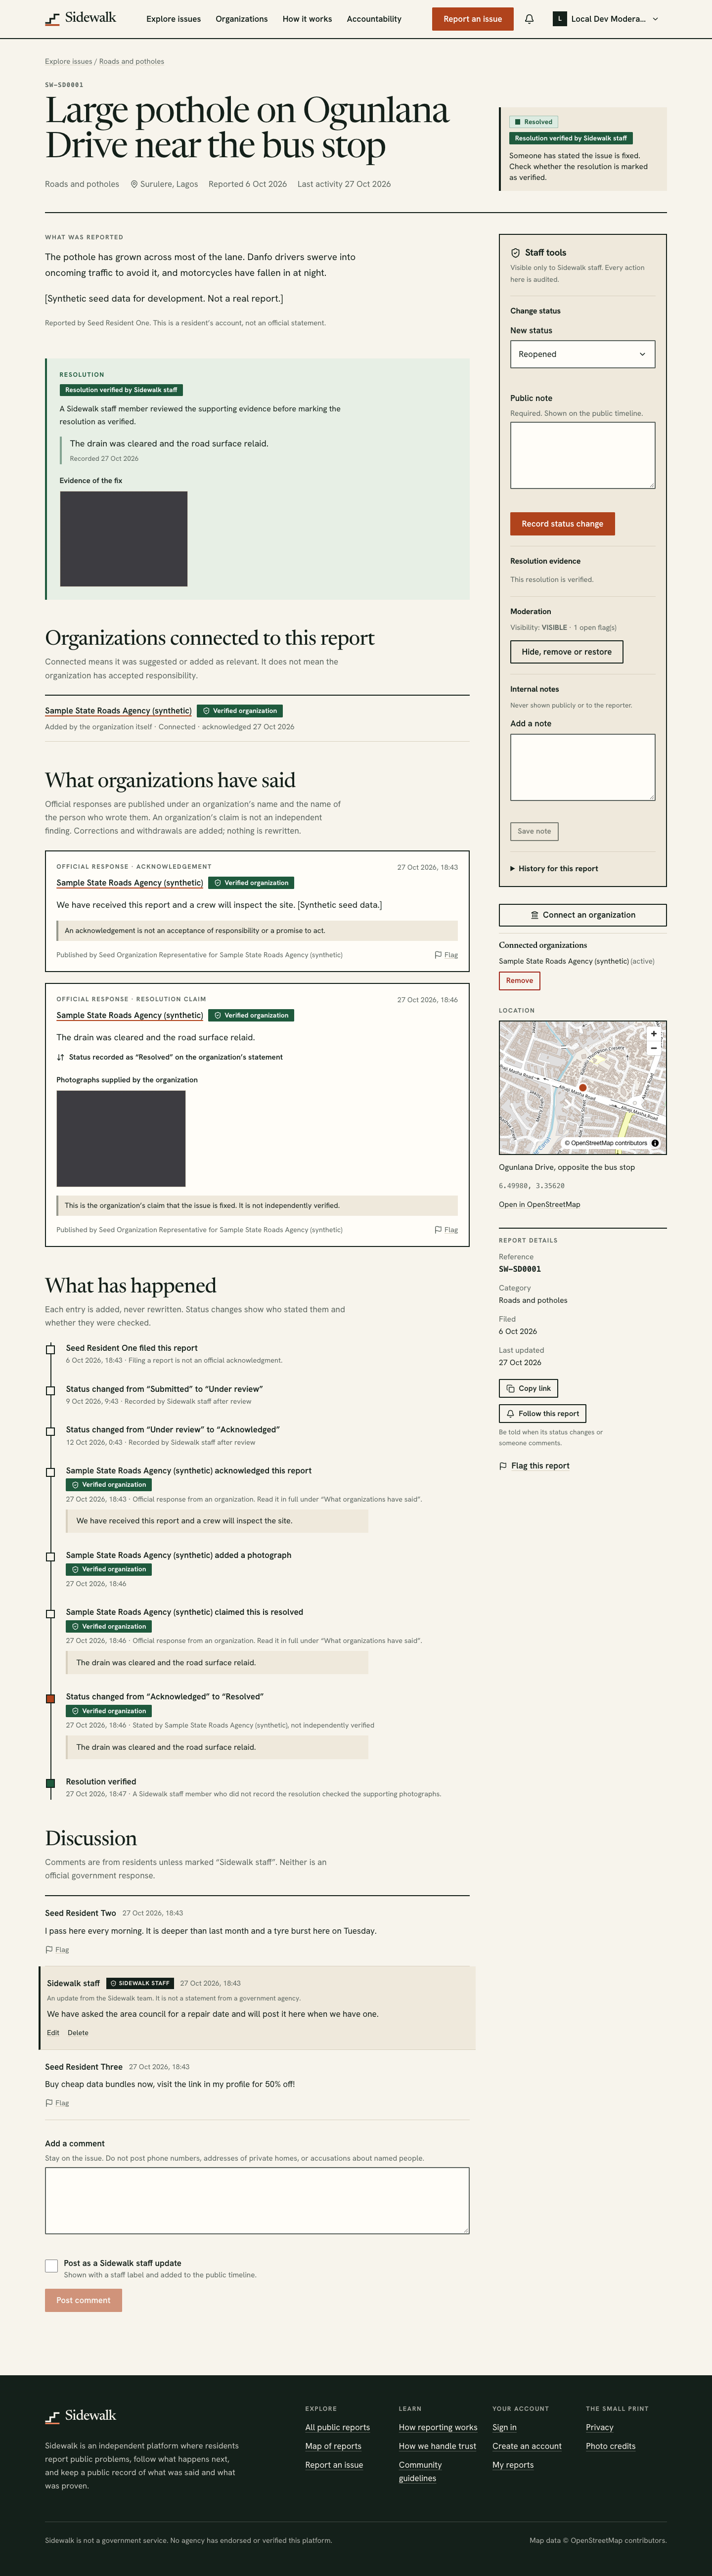 Sidewalk
Explore issues
Organizations
How it works
Accountability
Report an issue
L
Local Dev Modera...
Explore issues / Roads and potholes
SW-SD0001
Large pothole on Ogunlana
Drive near the bus stop
Roads and potholes
Surulere, Lagos
Reported 6 Oct 2026
Last activity 27 Oct 2026
Resolved
Resolution verified by Sidewalk staff
Someone has stated the issue is fixed.
Check whether the resolution is marked
as verified.
WHAT WAS REPORTED
The pothole has grown across most of the lane. Danfo drivers swerve into
oncoming traffic to avoid it, and motorcycles have fallen in at night.
[Synthetic seed data for development. Not a real report.]
Reported by Seed Resident One. This is a resident's account, not an official statement.
RESOLUTION
Resolution verified by Sidewalk staff
A Sidewalk staff member reviewed the supporting evidence before marking the
resolution as verified.
The drain was cleared and the road surface relaid.
Recorded 27 Oct 2026
Evidence of the fix
Organizations connected to this report
Connected means it was suggested or added as relevant. It does not mean the
organization has accepted responsibility.
Sample State Roads Agency (synthetic)
Verified organization
Added by the organization itself · Connected · acknowledged 27 Oct 2026
What organizations have said
Official responses are published under an organization's name and the name of
the person who wrote them. An organization's claim is not an independent
finding. Corrections and withdrawals are added; nothing is rewritten.
OFFICIAL RESPONSE · ACKNOWLEDGEMENT
27 Oct 2026, 18:43
Sample State Roads Agency (synthetic)
Verified organization
We have received this report and a crew will inspect the site. [Synthetic seed data.]
An acknowledgement is not an acceptance of responsibility or a promise to act.
Published by Seed Organization Representative for Sample State Roads Agency (synthetic)
Flag
OFFICIAL RESPONSE · RESOLUTION CLAIM
27 Oct 2026, 18:46
Sample State Roads Agency (synthetic)
Verified organization
The drain was cleared and the road surface relaid.
Status recorded as “Resolved” on the organization's statement
Photographs supplied by the organization
This is the organization's claim that the issue is fixed. It is not independently verified.
Published by Seed Organization Representative for Sample State Roads Agency (synthetic)
Flag
What has happened
Each entry is added, never rewritten. Status changes show who stated them and
whether they were checked.
Seed Resident One filed this report
6 Oct 2026, 18:43 · Filing a report is not an official acknowledgment.
Status changed from “Submitted” to “Under review”
9 Oct 2026, 9:43 · Recorded by Sidewalk staff after review
Status changed from “Under review” to “Acknowledged”
12 Oct 2026, 0:43 · Recorded by Sidewalk staff after review
Sample State Roads Agency (synthetic) acknowledged this report
Verified organization
27 Oct 2026, 18:43 · Official response from an organization. Read it in full under “What organizations have said”.
We have received this report and a crew will inspect the site.
Sample State Roads Agency (synthetic) added a photograph
Verified organization
27 Oct 2026, 18:46
Sample State Roads Agency (synthetic) claimed this is resolved
Verified organization
27 Oct 2026, 18:46 · Official response from an organization. Read it in full under “What organizations have said”.
The drain was cleared and the road surface relaid.
Status changed from “Acknowledged” to “Resolved”
Verified organization
27 Oct 2026, 18:46 · Stated by Sample State Roads Agency (synthetic), not independently verified
The drain was cleared and the road surface relaid.
Resolution verified
27 Oct 2026, 18:47 · A Sidewalk staff member who did not record the resolution checked the supporting photographs.
Discussion
Comments are from residents unless marked “Sidewalk staff”. Neither is an
official government response.
Seed Resident Two
27 Oct 2026, 18:43
I pass here every morning. It is deeper than last month and a tyre burst here on Tuesday.
Flag
Sidewalk staff
SIDEWALK STAFF
27 Oct 2026, 18:43
An update from the Sidewalk team. It is not a statement from a government agency.
We have asked the area council for a repair date and will post it here when we have one.
Edit
Delete
Seed Resident Three
27 Oct 2026, 18:43
Buy cheap data bundles now, visit the link in my profile for 50% off!
Flag
Add a comment
Stay on the issue. Do not post phone numbers, addresses of private homes, or accusations about named people.
Post as a Sidewalk staff update
Shown with a staff label and added to the public timeline.
Post comment
Staff tools
Visible only to Sidewalk staff. Every action
here is audited.
Change status
New status
Reopened
Public note
Required. Shown on the public timeline.
Record status change
Resolution evidence
This resolution is verified.
Moderation
Visibility: VISIBLE · 1 open flag(s)
Hide, remove or restore
Internal notes
Never shown publicly or to the reporter.
Add a note
Save note
History for this report
Connect an organization
Connected organizations
Sample State Roads Agency (synthetic) (active)
Remove
LOCATION
© OpenStreetMap contributors
Ogunlana Drive, opposite the bus stop
6.49980, 3.35620
Open in OpenStreetMap
REPORT DETAILS
Reference
SW-SD0001
Category
Roads and potholes
Filed
6 Oct 2026
Last updated
27 Oct 2026
Copy link
Follow this report
Be told when its status changes or
someone comments.
Flag this report
Sidewalk
Sidewalk is an independent platform where residents
report public problems, follow what happens next,
and keep a public record of what was said and what
was proven.
EXPLORE
All public reports
Map of reports
Report an issue
LEARN
How reporting works
How we handle trust
Community
guidelines
YOUR ACCOUNT
Sign in
Create an account
My reports
THE SMALL PRINT
Privacy
Photo credits
Sidewalk is not a government service. No agency has endorsed or verified this platform.
Map data © OpenStreetMap contributors.